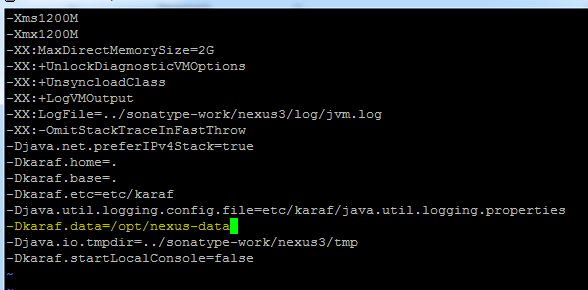 -Xms1200M
-Xmx1200M
-XX:MaxDirectMemorySize=2G
-XX:+UnlockDiagnosticVMOptions
-XX:+UnsyncloadClass
-XX:+LogVMOutput
-XX:LogFile=../sonatype-work/nexus3/log/jvm.log
-XX:-OmitStackTraceInFastThrow
-Djava.net.preferIPv4Stack=true
-Dkaraf.home=.
-Dkaraf.base=.
-Dkaraf.etc=etc/karaf
-Djava.util.logging.config.file=etc/karaf/java.util.logging.properties
-Dkaraf.data=/opt/nexus-data
-Djava.io.tmpdir=../sonatype-work/nexus3/tmp
-Dkaraf.startLocalConsole=false
~